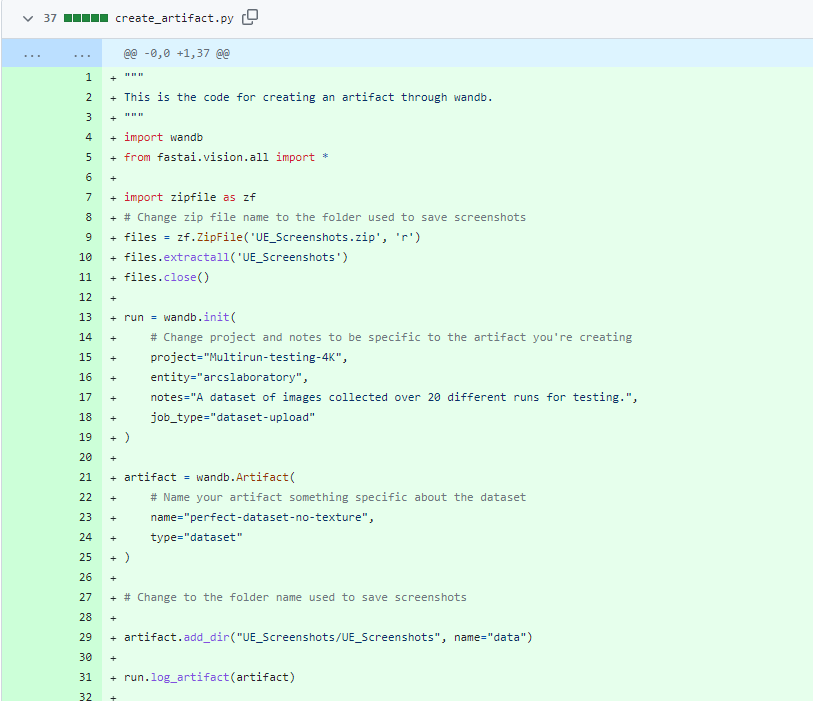 37 create_artifact.py
... ... @@ -0,0 +1,37 @@
1 + """
2 + This is the code for creating an artifact through wandb.
3 + """
4 + import wandb
5 + from fastai.vision.all import *
6 +
7 + import zipfile as zf
8 + # Change zip file name to the folder used to save screenshots
9 + files = zf.ZipFile('UE_Screenshots.zip', 'r')
10 + files.extractall('UE_Screenshots')
11 + files.close()
12 +
13 + run = wandb.init(
14 +     # Change project and notes to be specific to the artifact you're creating
15 +     project="Multirun-testing-4K",
16 +     entity="arcslaboratory",
17 +     notes="A dataset of images collected over 20 different runs for testing.",
18 +     job_type="dataset-upload"
19 + )
20 +
21 + artifact = wandb.Artifact(
22 +     # Name your artifact something specific about the dataset
23 +     name="perfect-dataset-no-texture",
24 +     type="dataset"
25 + )
26 +
27 + # Change to the folder name used to save screenshots
28 +
29 + artifact.add_dir("UE_Screenshots/UE_Screenshots", name="data")
30 +
31 + run.log_artifact(artifact)
32 +